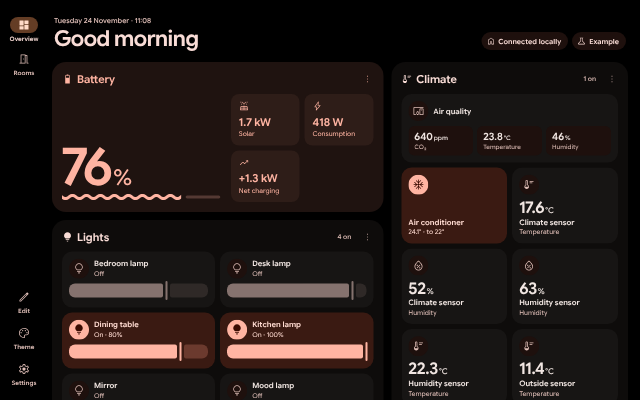 Overview
Rooms
Edit
Theme
Settings
Tuesday 24 November · 11:08
Good morning
Connected locally
Example
Battery
76%
1.7 kW
Solar
418 W
Consumption
+1.3 kW
Net charging
Lights
4 on
Bedroom lamp
Off
Desk lamp
Off
Dining table
On · 80%
Kitchen lamp
On · 100%
Mirror
Off
Mood lamp
Off
Climate
1 on
Air quality
640 ppm
CO₂
23.8 °C
Temperature
46 %
Humidity
Air conditioner
24.1° · to 22°
17.6 °C
Climate sensor
Temperature
52 %
Climate sensor
Humidity
63 %
Humidity sensor
Humidity
22.3 °C
Humidity sensor
Temperature
11.4 °C
Outside sensor
Temperature